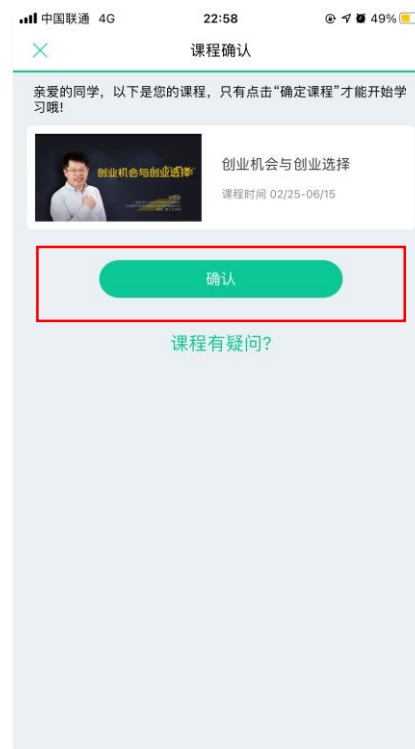 中国联通 4G 22:58 49%
课程确认
亲爱的同学，以下是您的课程，只有点击“确定课程”才能开始学
习哦!
创业机会与创业选择
创业机会与创业选择
课程时间 02/25-06/15
确认
课程有疑问?